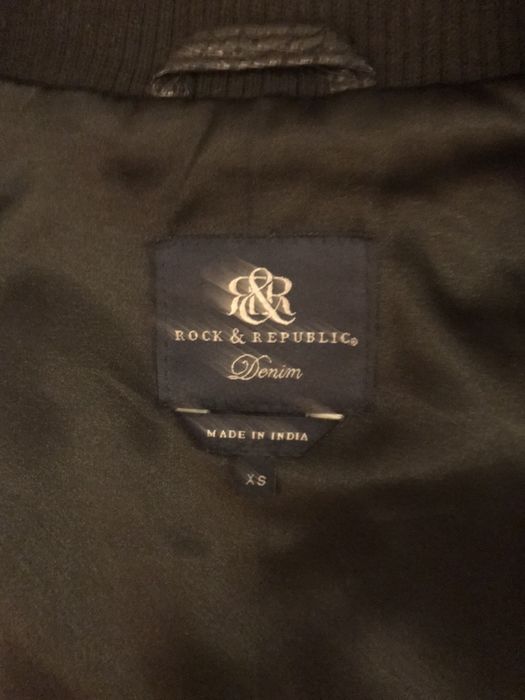 R&R
ROCK & REPUBLIC®
Denim
MADE IN INDIA
XS